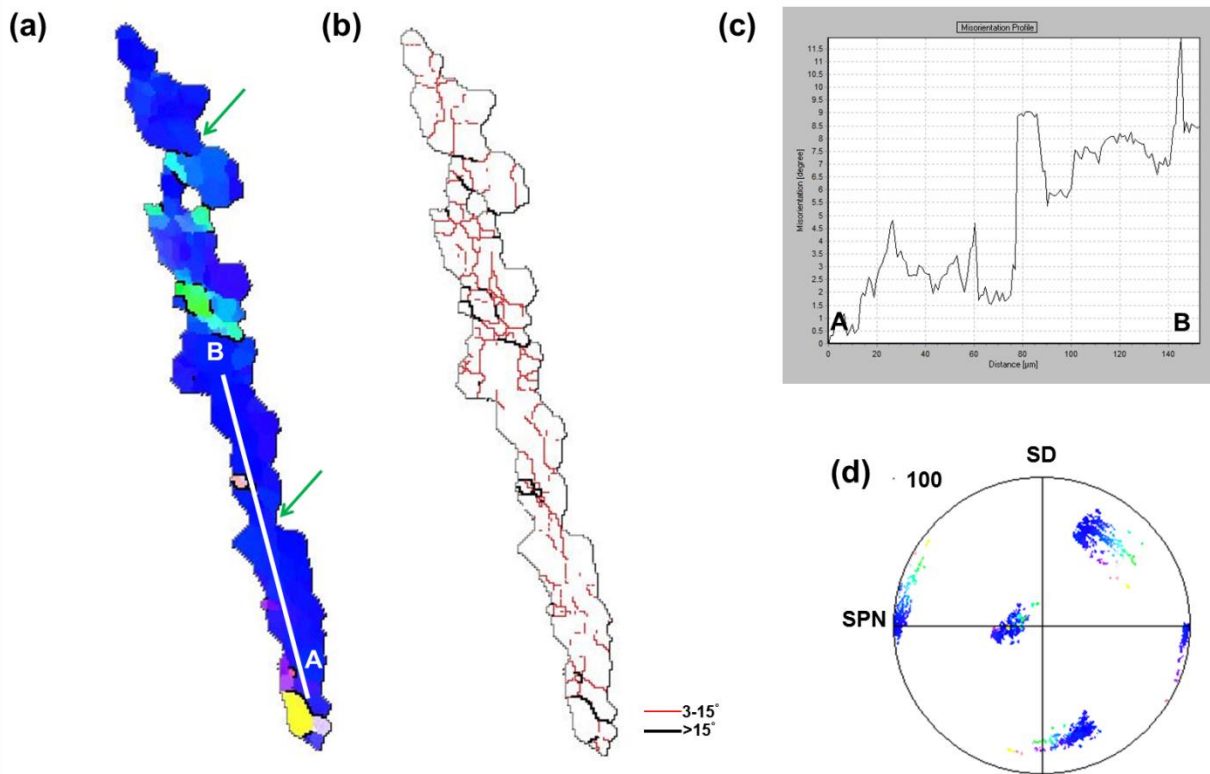 (a)
B
A
(b)
3-15°
>15°
(c)
Misorientation Profile
Misorientation [degree]
11.5
11
10.5
10
9.5
9
8.5
8
7.5
7
6.5
6
5.5
5
4.5
4
3.5
3
2.5
2
1.5
1
0.5
0
A
B
0 20 40 60 80 100 120 140
Distance [µm]
(d)
100
SD
SPN